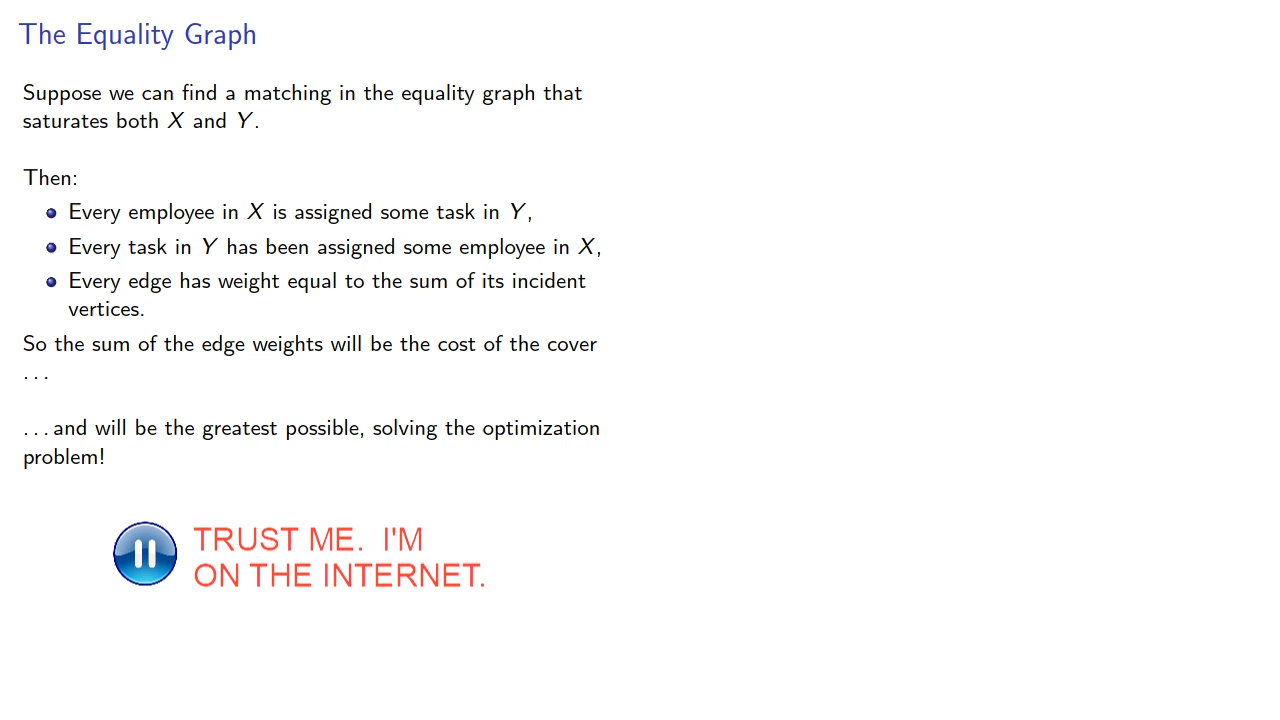 The Equality Graph
Suppose we can find a matching in the equality graph that
saturates both X and Y.
Then:
Every employee in X is assigned some task in Y,
Every task in Y has been assigned some employee in X,
Every edge has weight equal to the sum of its incident
vertices.
So the sum of the edge weights will be the cost of the cover
...
...and will be the greatest possible, solving the optimization
problem!
TRUST ME. I'M
ON THE INTERNET.